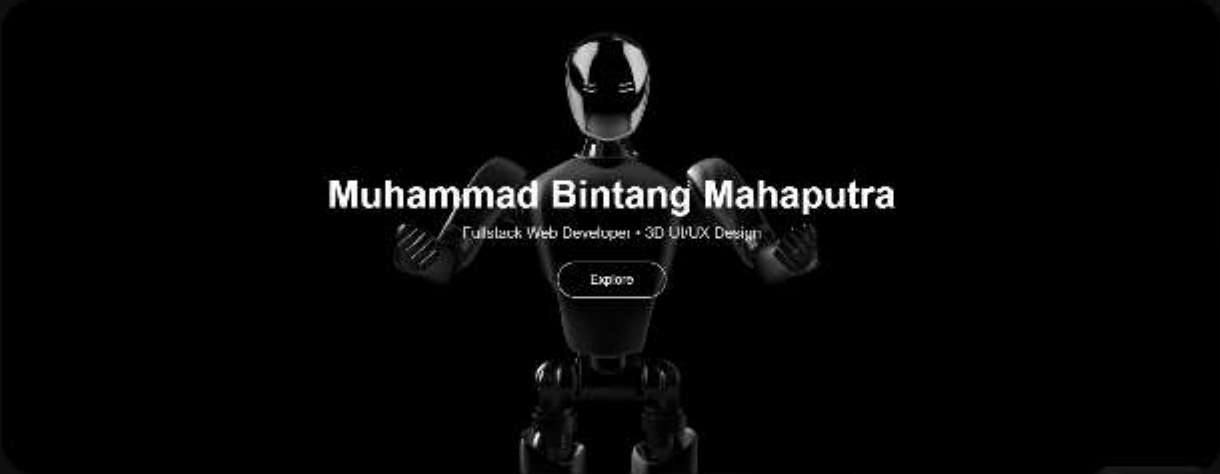 Muhammad Bintang Mahaputra
Fullstack Web Developer • 3D UI/UX Design
Explore